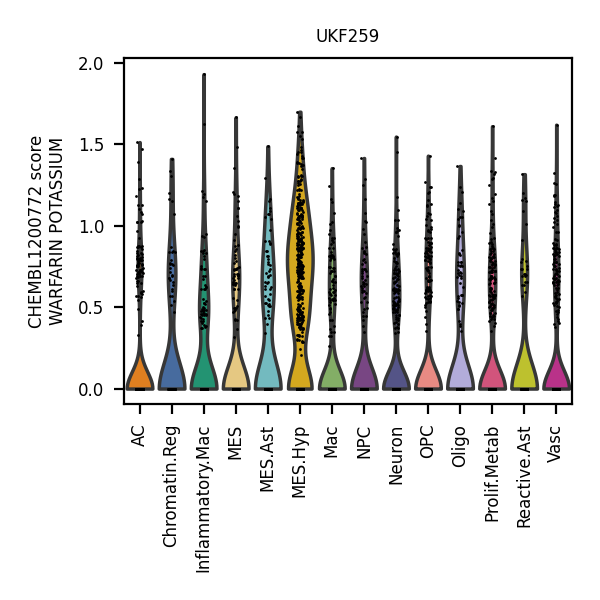 UKF259
CHEMBL1200772 score
WARFARIN POTASSIUM
2.0
1.5
1.0
0.5
0.0
AC
Chromatin.Reg
Inflammatory.Mac
MES
MES.Ast
MES.Hyp
Mac
NPC
Neuron
OPC
Oligo
Prolif.Metab
Reactive.Ast
Vasc